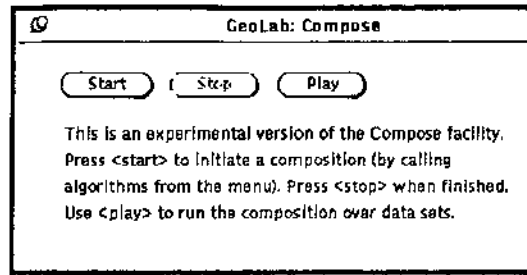 GeoLab: Compose
Start Stop Play
This is an experimental version of the Compose facility.
Press <start> to initiate a composition (by calling
algorithms from the menu). Press <stop> when finished.
Use <play> to run the composition over data sets.